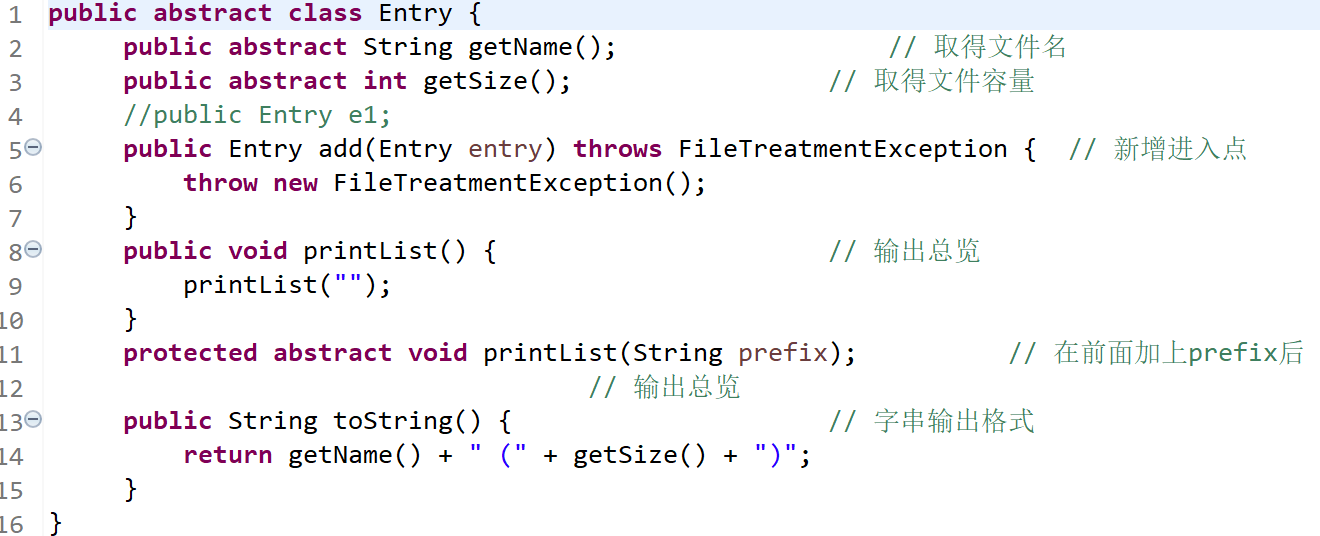 1 public abstract class Entry {
2 public abstract String getName(); // 取得文件名
3 public abstract int getSize(); // 取得文件容量
4 //public Entry e1;
5 public Entry add(Entry entry) throws FileTreatmentException { // 新增进入点
6 throw new FileTreatmentException();
7 }
8 public void printList() { // 输出总览
9 printList("");
10 }
11 protected abstract void printList(String prefix); // 在前面加上prefix后
12 // 输出总览
13 public String toString() { // 字串输出格式
14 return getName() + " (" + getSize() + ")";
15 }
16 }